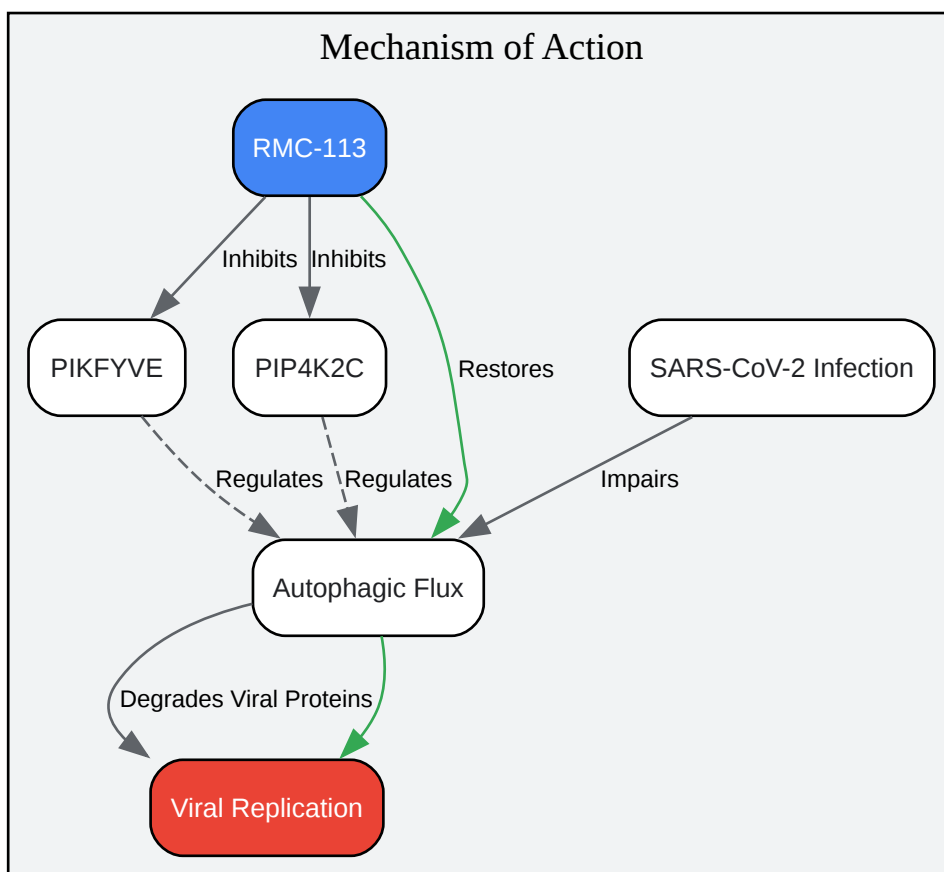 Mechanism of Action
RMC-113
Inhibits
Inhibits
PIKFYVE
PIP4K2C
Restores
SARS-CoV-2 Infection
Regulates
Regulates
Impairs
Autophagic Flux
Degrades Viral Proteins
Viral Replication